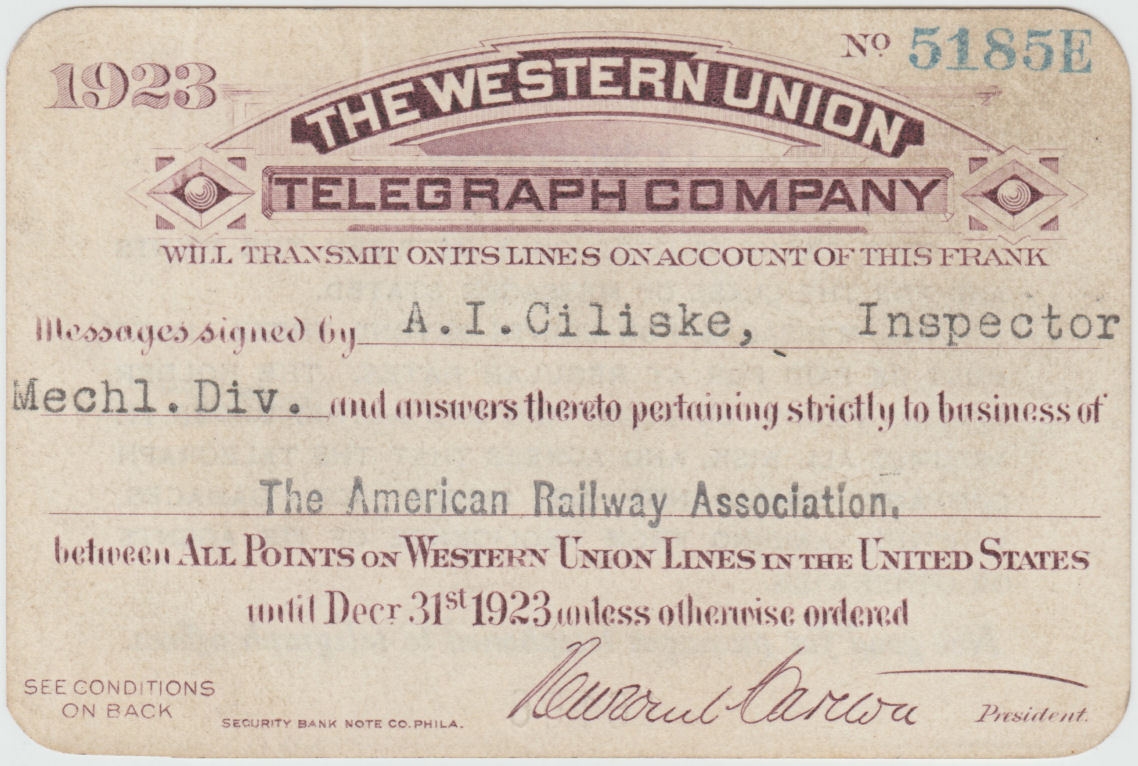 1923
Nº 5185E
THE WESTERN UNION
TELEGRAPH COMPANY
WILL TRANSMIT ON ITS LINES ON ACCOUNT OF THIS FRANK
Messages signed by A.I.Ciliske, Inspector
Mechl.Div. and answers thereto pertaining strictly to business of
The American Railway Association.
between ALL POINTS ON WESTERN UNION LINES IN THE UNITED STATES
until Decr 31st 1923 unless otherwise ordered
SEE CONDITIONS
ON BACK
SECURITY BANK NOTE CO. PHILA.
Newcomb Carlton
President.